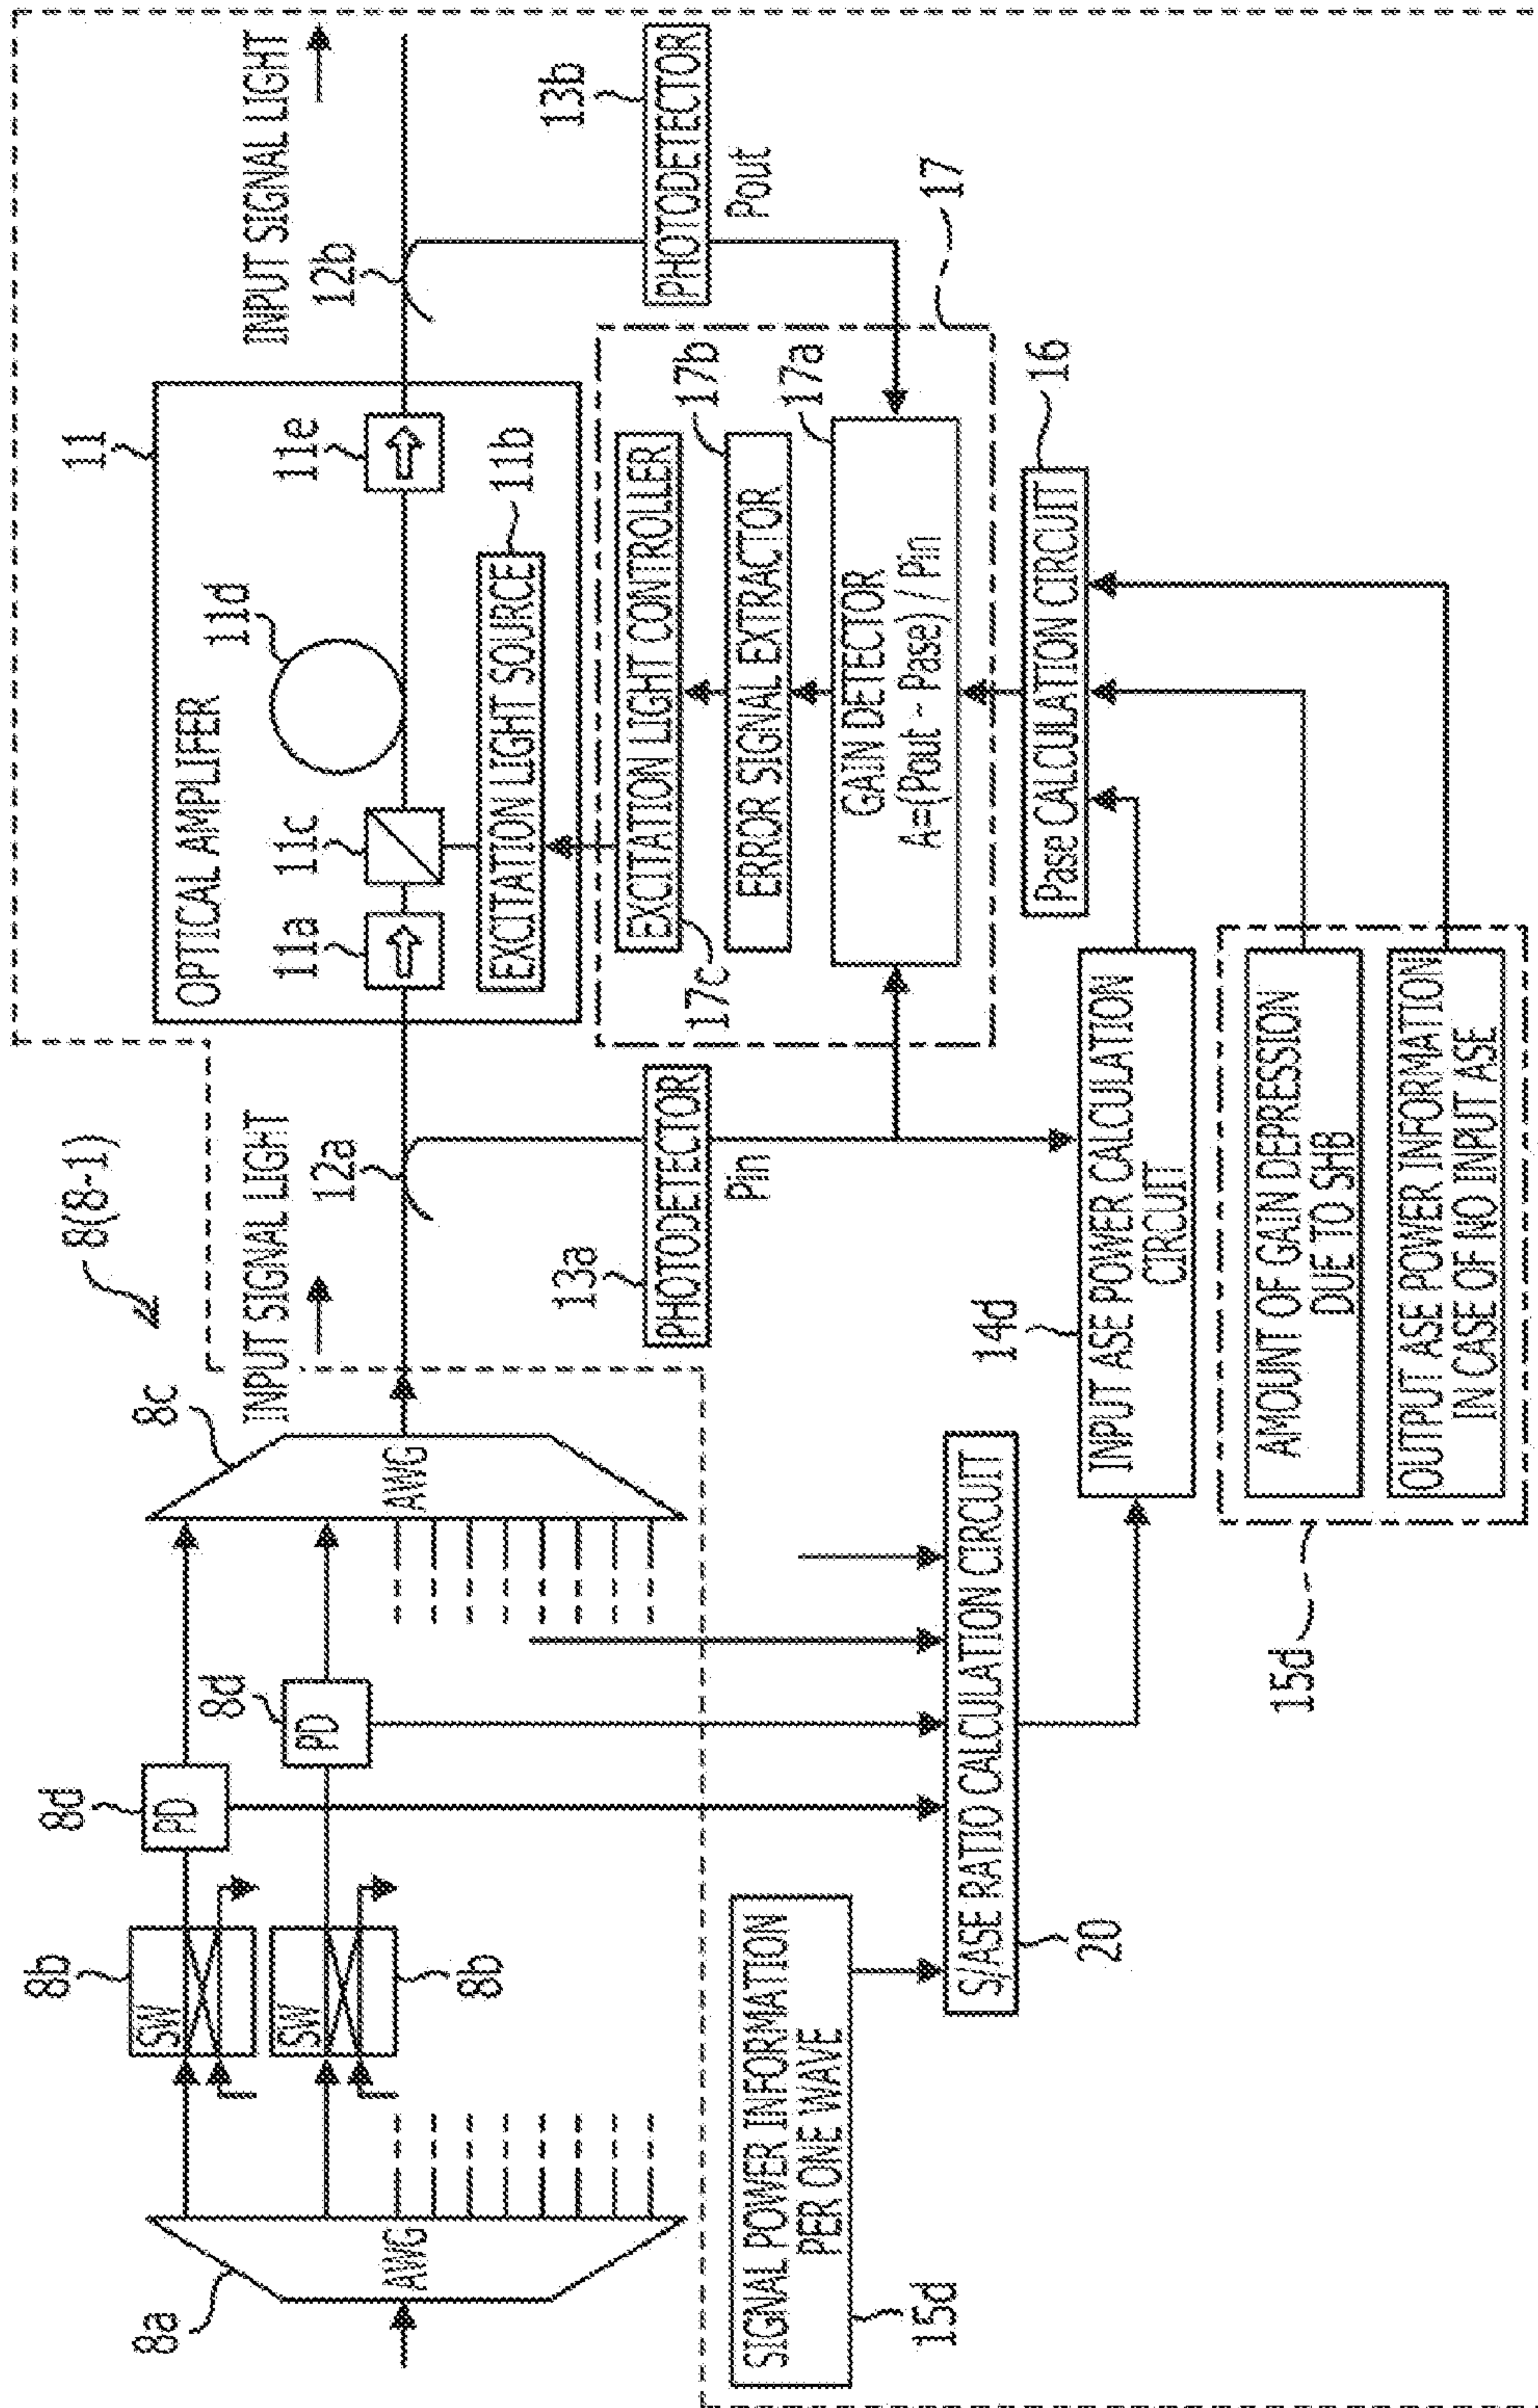 8(8-1)
8a
AWG
8b
SW
SW
8b
8d
PD
8d
PD
8c
AWG
INPUT SIGNAL LIGHT
12a
13a
PHOTODETECTOR
Pin
11
OPTICAL AMPLIFER
11a
11c
11d
11e
EXCITATION LIGHT SOURCE
11b
INPUT SIGNAL LIGHT
12b
13b
PHOTODETECTOR
Pout
17
EXCITATION LIGHT CONTROLLER
17c
ERROR SIGNAL EXTRACTOR
17b
GAIN DETECTOR
A=(Pout - Pase) / Pin
17a
Pase CALCULATION CIRCUIT
16
SIGNAL POWER INFORMATION
PER ONE WAVE
15d
S/ASE RATIO CALCULATION CIRCUIT
20
14d
INPUT ASE POWER CALCULATION
CIRCUIT
15d
AMOUNT OF GAIN DEPRESSION
DUE TO SHB
OUTPUT ASE POWER INFORMATION
IN CASE OF NO INPUT ASE